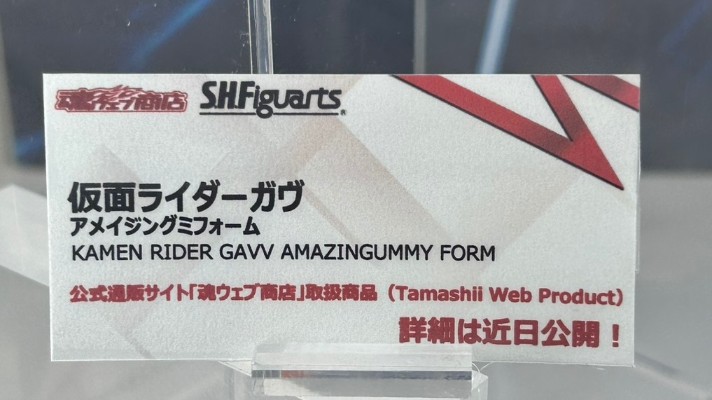 魂ウェブ商店 S.H.Figuarts
仮面ライダーガヴ
アメイジングミフォーム
KAMEN RIDER GAVV AMAZINGUMMY FORM
公式通販サイト「魂ウェブ商店」取扱商品（Tamashii Web Product）
詳細は近日公開！